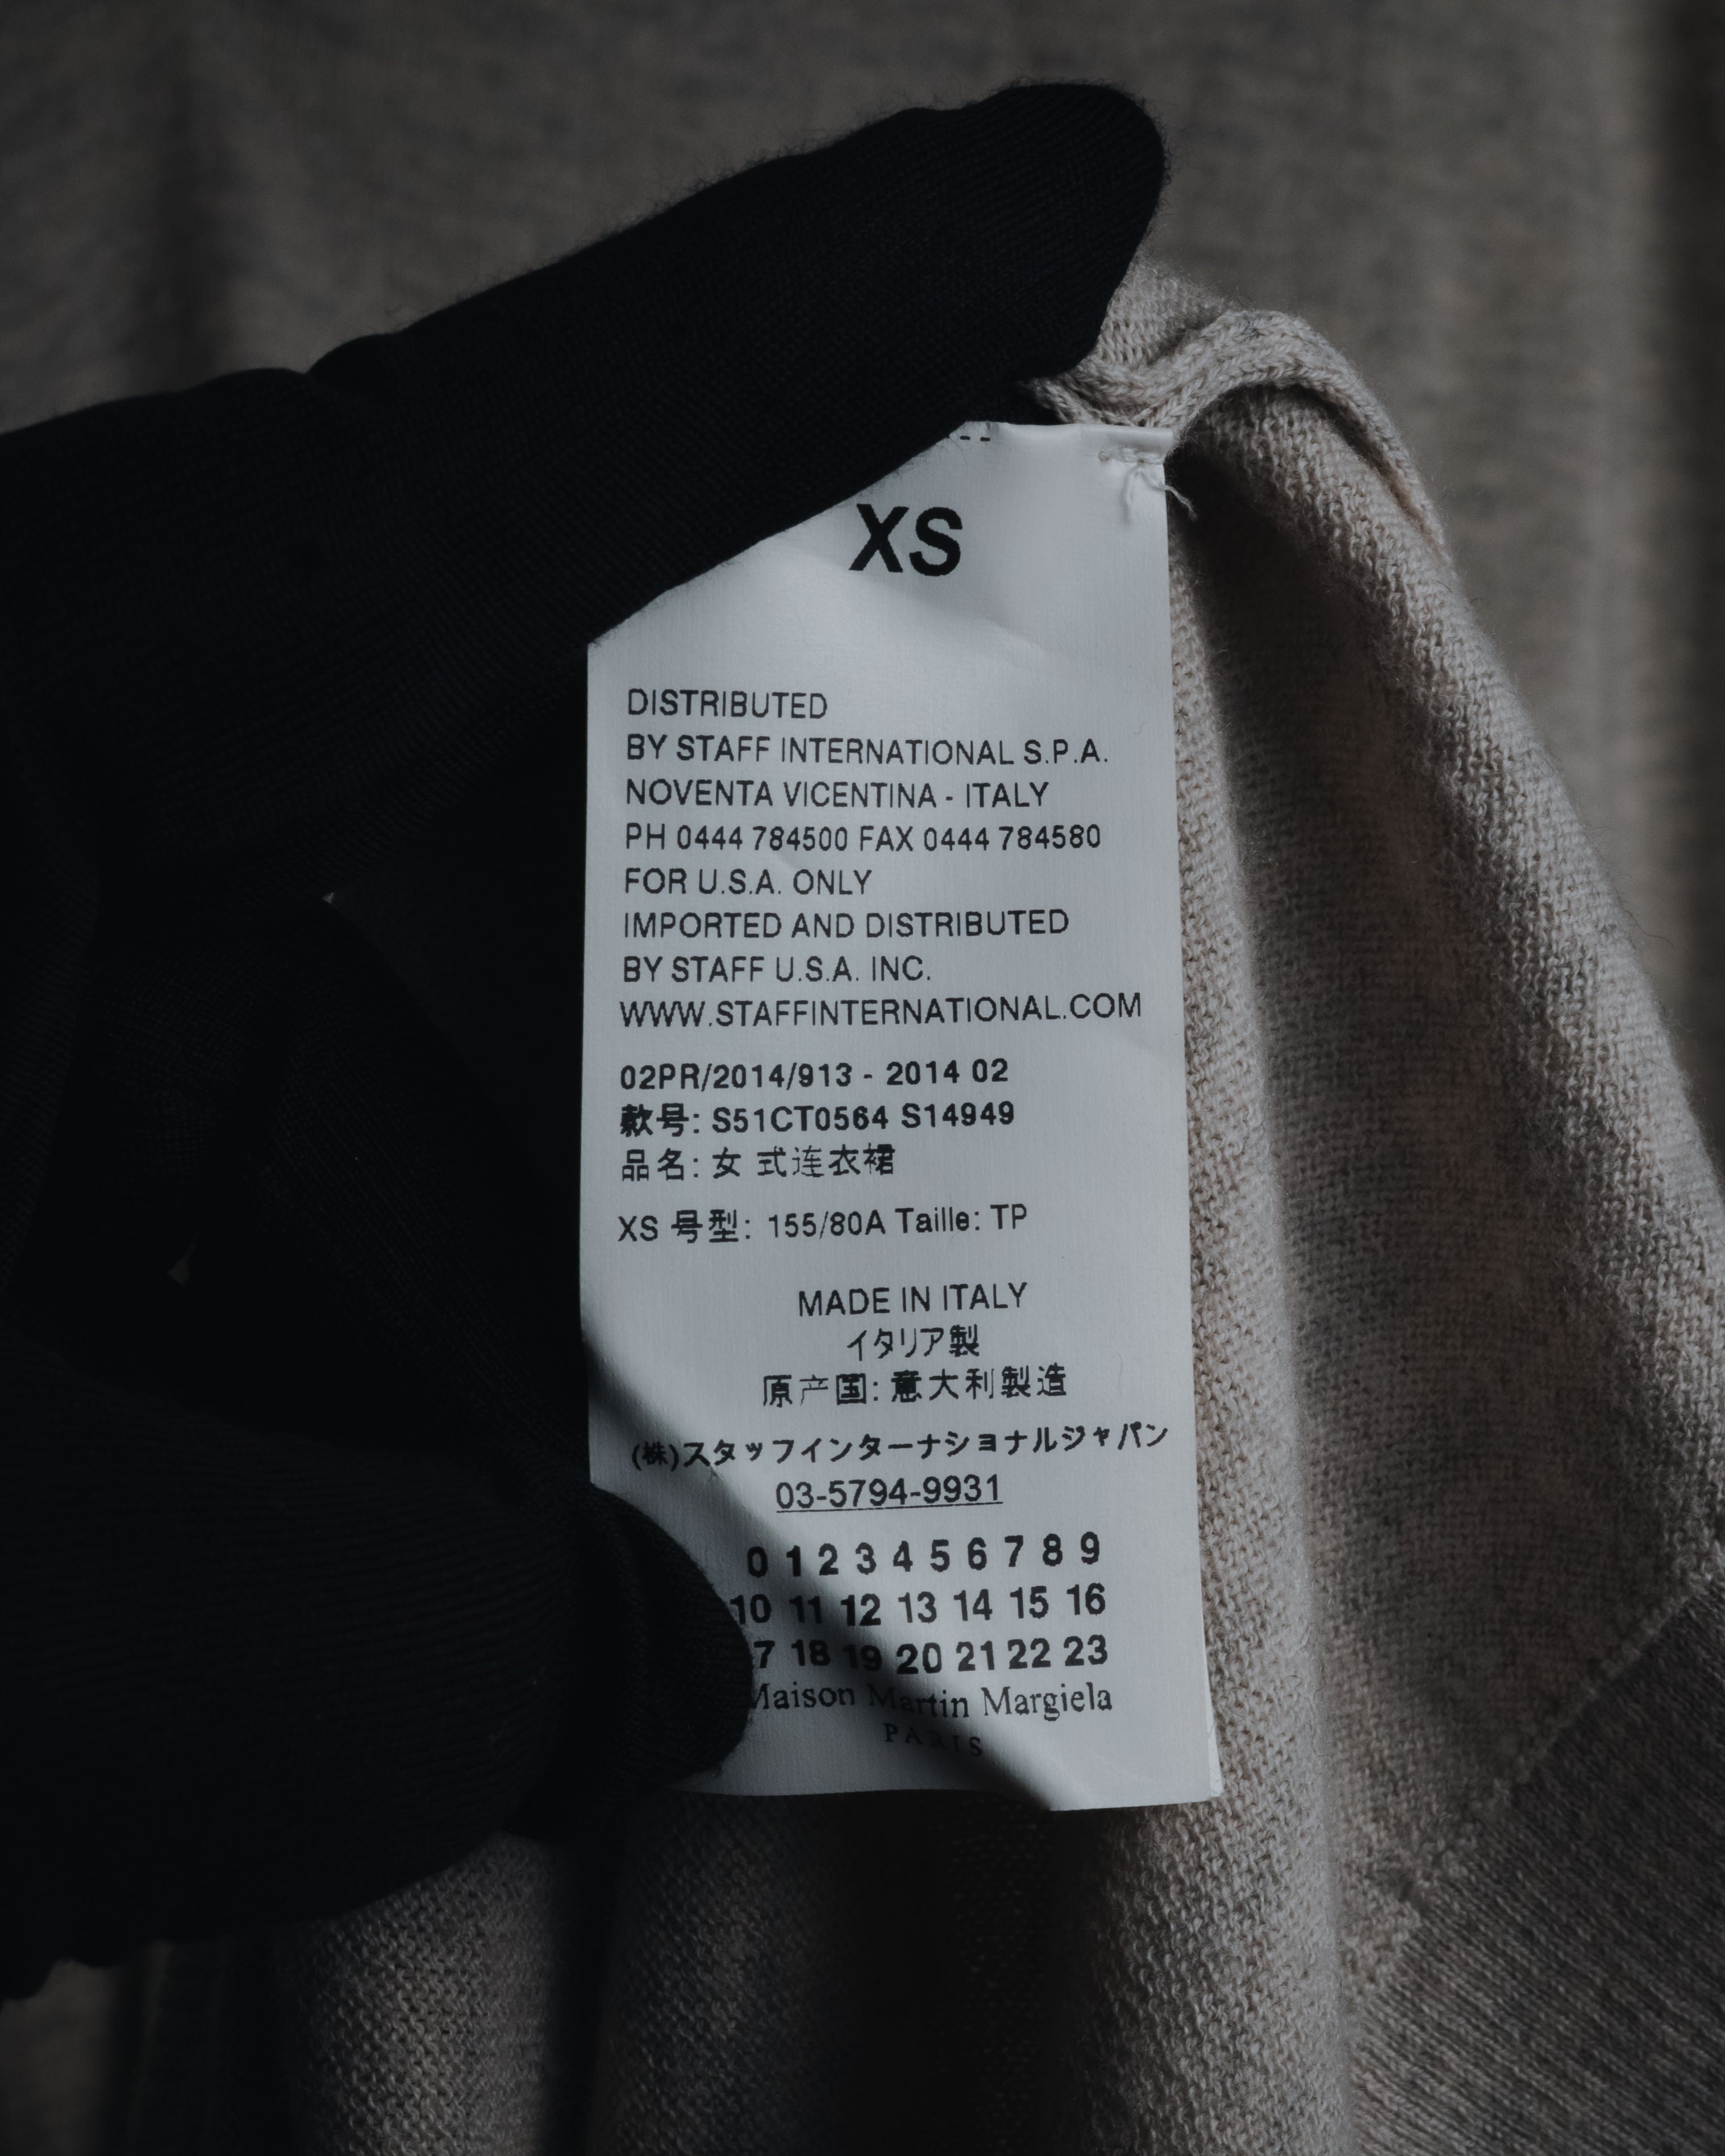 XS
DISTRIBUTED
BY STAFF INTERNATIONAL S.P.A.
NOVENTA VICENTINA - ITALY
PH 0444 784500 FAX 0444 784580
FOR U.S.A. ONLY
IMPORTED AND DISTRIBUTED
BY STAFF U.S.A. INC.
WWW.STAFFINTERNATIONAL.COM
02PR/2014/913 - 2014 02
款号: S51CT0564 S14949
品名: 女 式连衣裙
XS 号型: 155/80A Taille: TP
MADE IN ITALY
イタリア製
原产国: 意大利製造
(株)スタッフインターナショナルジャパン
03-5794-9931
0 1 2 3 4 5 6 7 8 9
10 11 12 13 14 15 16
7 18 19 20 21 22 23
Maison Martin Margiela
PARIS